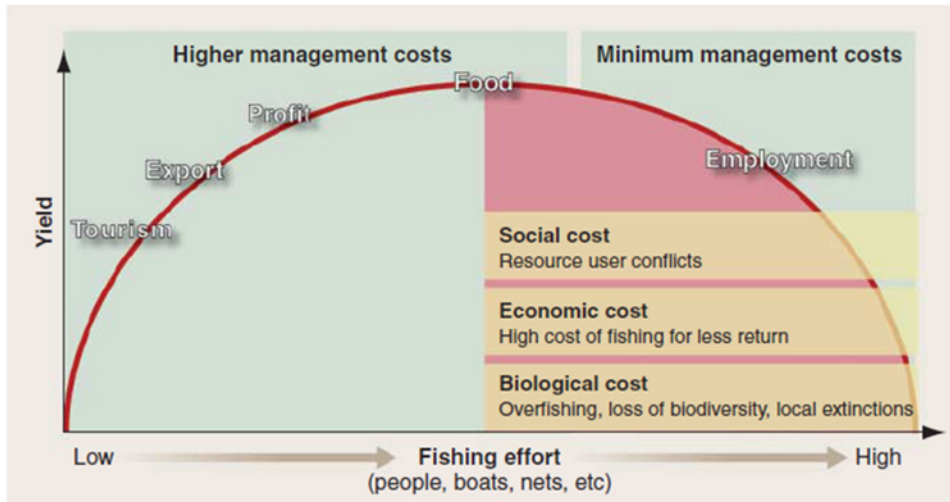 Higher management costs
Minimum management costs
Food
Profit
Export
Employment
Tourism
Yield
Social cost
Resource user conflicts
Economic cost
High cost of fishing for less return
Biological cost
Overfishing, loss of biodiversity, local extinctions
Low
Fishing effort
High
(people, boats, nets, etc)